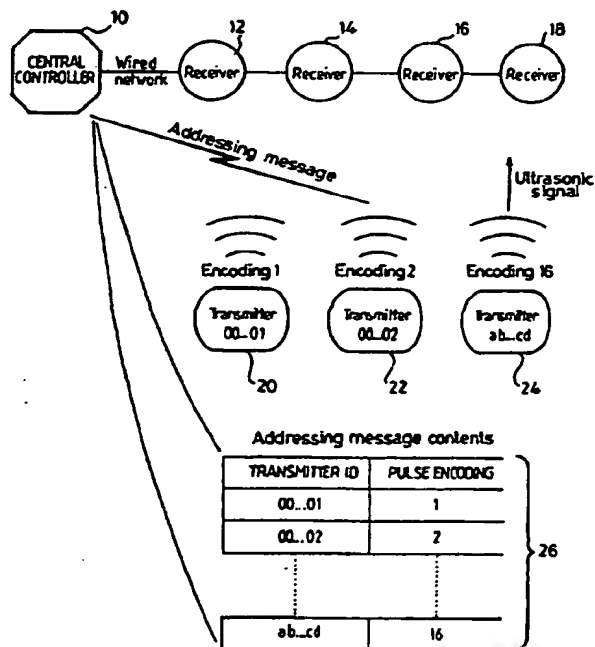 10
12
14
16
18
CENTRAL CONTROLLER
Wired network
Receiver
Receiver
Receiver
Receiver
Addressing message
Ultrasonic signal
Encoding 1
Encoding 2
Encoding 16
Transmitter 00...01
Transmitter 00...02
Transmitter ab...cd
20
22
24
Addressing message contents
TRANSMITTER ID PULSE ENCODING
00...01 1
00...02 2
26
ab...cd 16